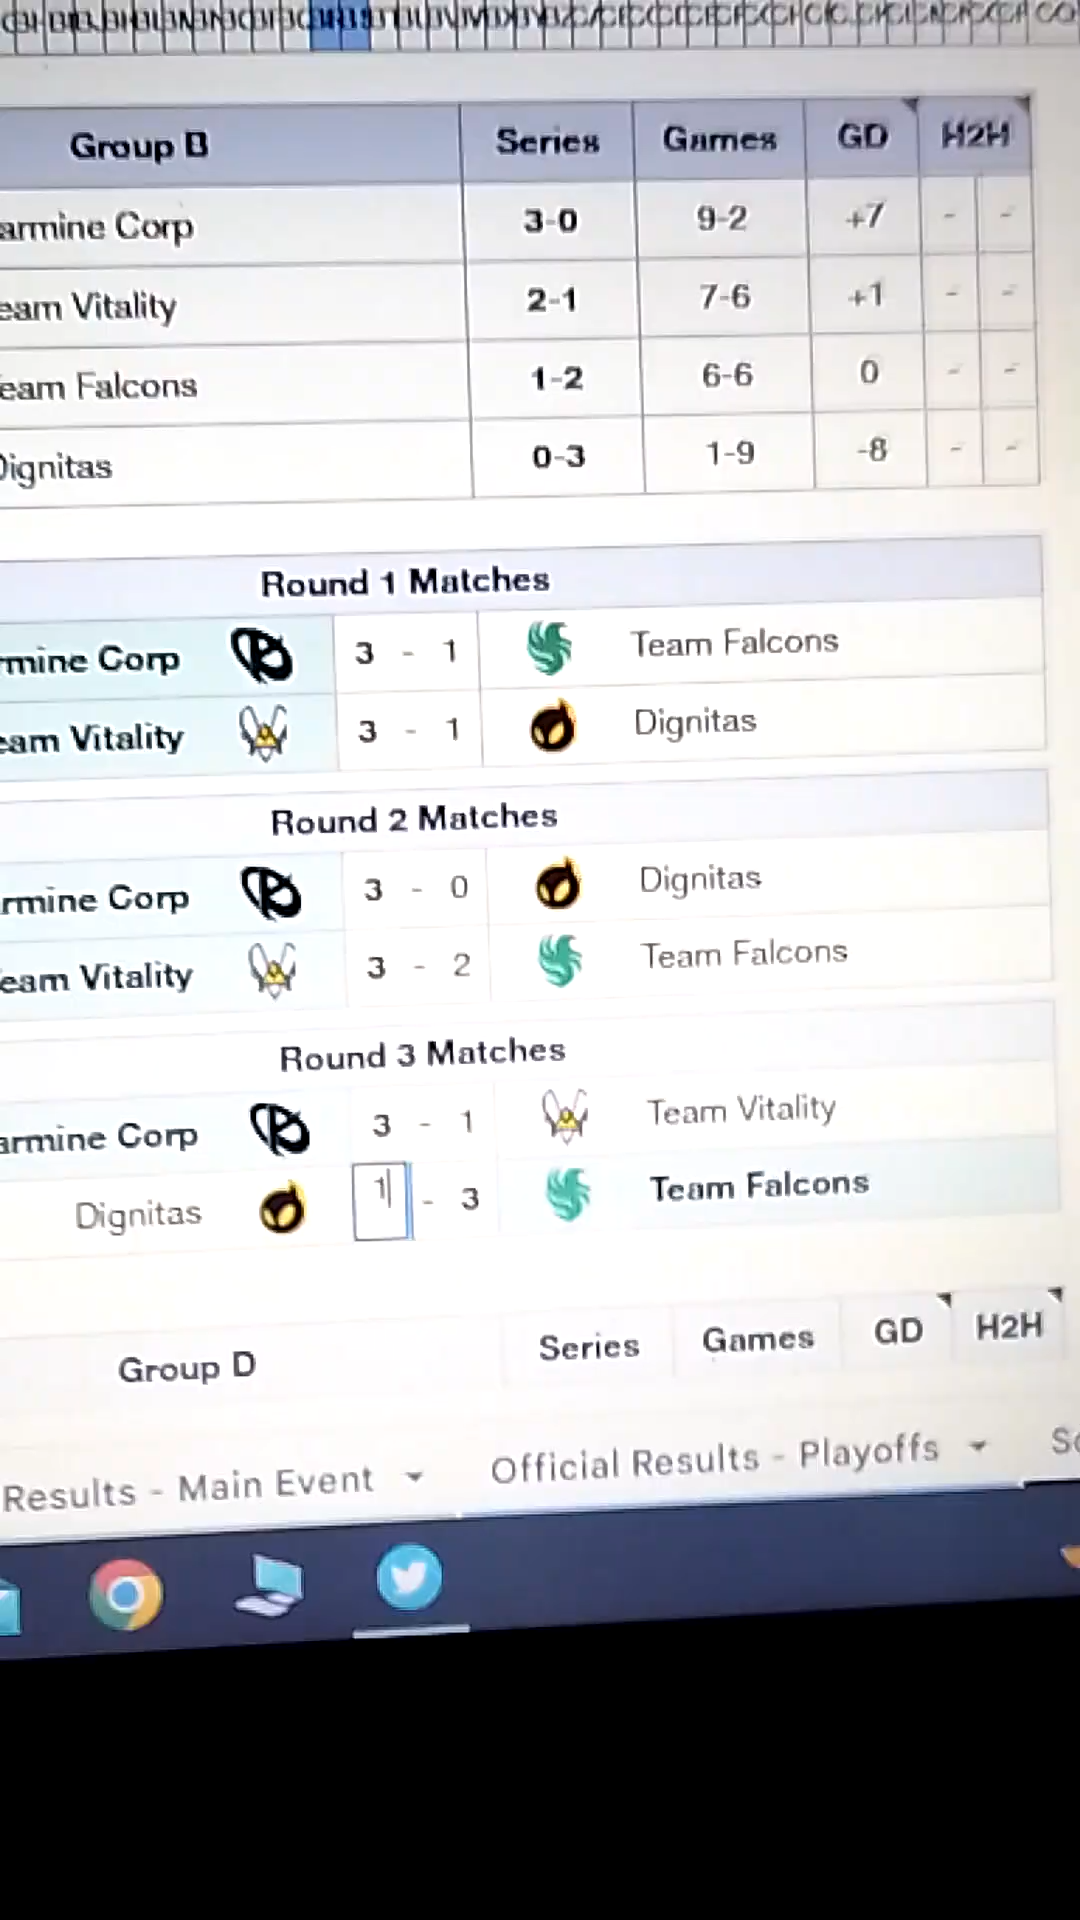 Group B Series Games GD H2H
armine Corp 3-0 9-2 +7 - -
eam Vitality 2-1 7-6 +1 - -
eam Falcons 1-2 6-6 0 - -
Dignitas 0-3 1-9 -8 - -
Round 1 Matches
rmine Corp 3 - 1 Team Falcons
eam Vitality 3 - 1 Dignitas
Round 2 Matches
rmine Corp 3 - 0 Dignitas
eam Vitality 3 - 2 Team Falcons
Round 3 Matches
armine Corp 3 - 1 Team Vitality
Dignitas 1 - 3 Team Falcons
Group D Series Games GD H2H
Results - Main Event Official Results - Playoffs Sc